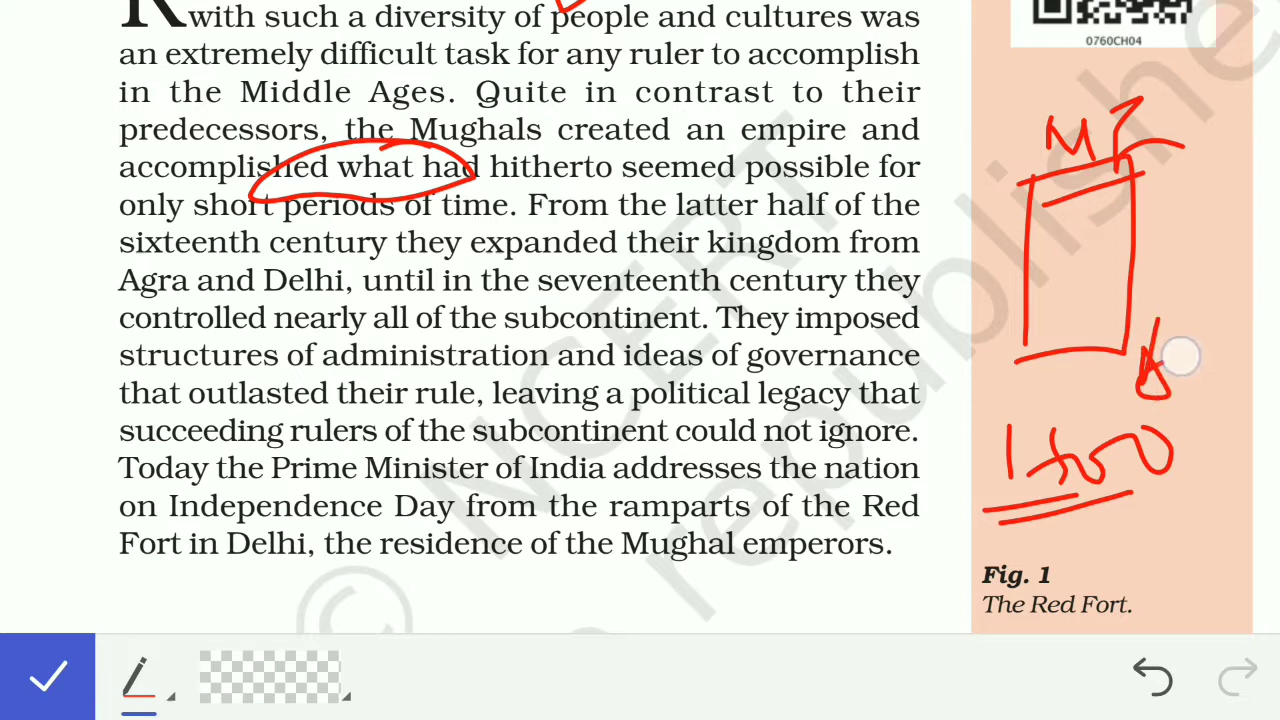 with such a diversity of people and cultures was
an extremely difficult task for any ruler to accomplish
in the Middle Ages. Quite in contrast to their
predecessors, the Mughals created an empire and
accomplished what had hitherto seemed possible for
only short periods of time. From the latter half of the
sixteenth century they expanded their kingdom from
Agra and Delhi, until in the seventeenth century they
controlled nearly all of the subcontinent. They imposed
structures of administration and ideas of governance
that outlasted their rule, leaving a political legacy that
succeeding rulers of the subcontinent could not ignore.
Today the Prime Minister of India addresses the nation
on Independence Day from the ramparts of the Red
Fort in Delhi, the residence of the Mughal emperors.
0760CH04
Fig. 1
The Red Fort.
© NCERT